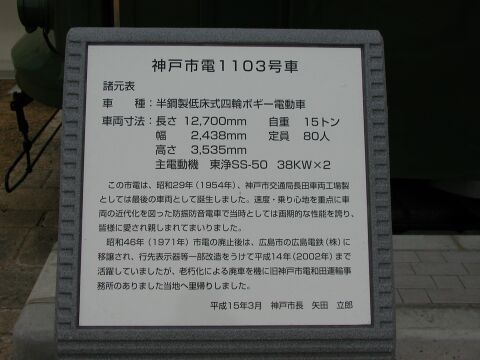 神戸市電1103号車
諸元表
車　種：半鋼製低床式四輪ボギー電動車
車両寸法：長さ 12,700mm　自重 15トン
幅 2,438mm　定員 80人
高さ 3,535mm
主電動機 東浄SS-50 38KW×2
この市電は、昭和29年（1954年）、神戸市交通局長田車両工場製
としては最後の車両として誕生しました。速度・乗り心地を重点に車
両の近代化を図った防振防音電車で当時としては画期的な性能を誇り、
皆様に愛され親しまれてまいりました。
昭和46年（1971年）市電の廃止後は、広島市の広島電鉄（株）に
移譲され、行先表示器等一部改造をうけて平成14年（2002年）まで
活躍していましたが、老朽化による廃車を機に旧神戸市電和田運輸事
務所のありました当地へ里帰りしました。
平成15年3月　神戸市長　矢田　立郎